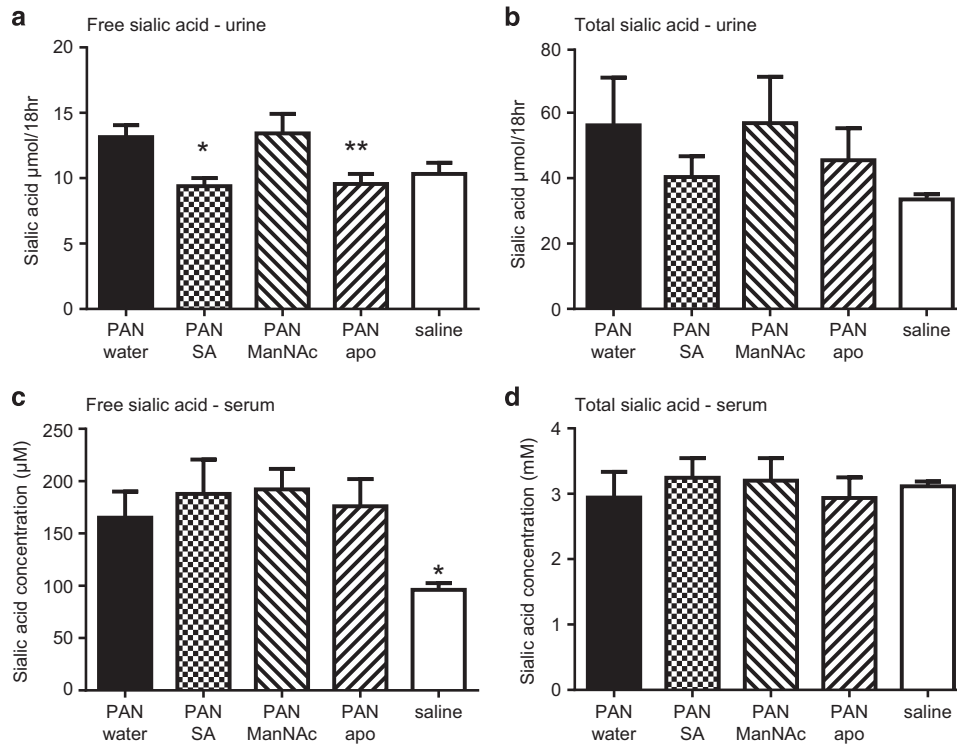 a
Free sialic acid - urine
Sialic acid µmol/18hr
20
15
10
5
0
*
**
PAN water
PAN SA
PAN ManNAc
PAN apo
saline
b
Total sialic acid - urine
Sialic acid µmol/18hr
80
60
40
20
0
PAN water
PAN SA
PAN ManNAc
PAN apo
saline
c
Free sialic acid - serum
Sialic acid concentration (µM)
250
200
150
100
50
0
*
PAN water
PAN SA
PAN ManNAc
PAN apo
saline
d
Total sialic acid - serum
Sialic acid concentration (mM)
4
3
2
1
0
PAN water
PAN SA
PAN ManNAc
PAN apo
saline